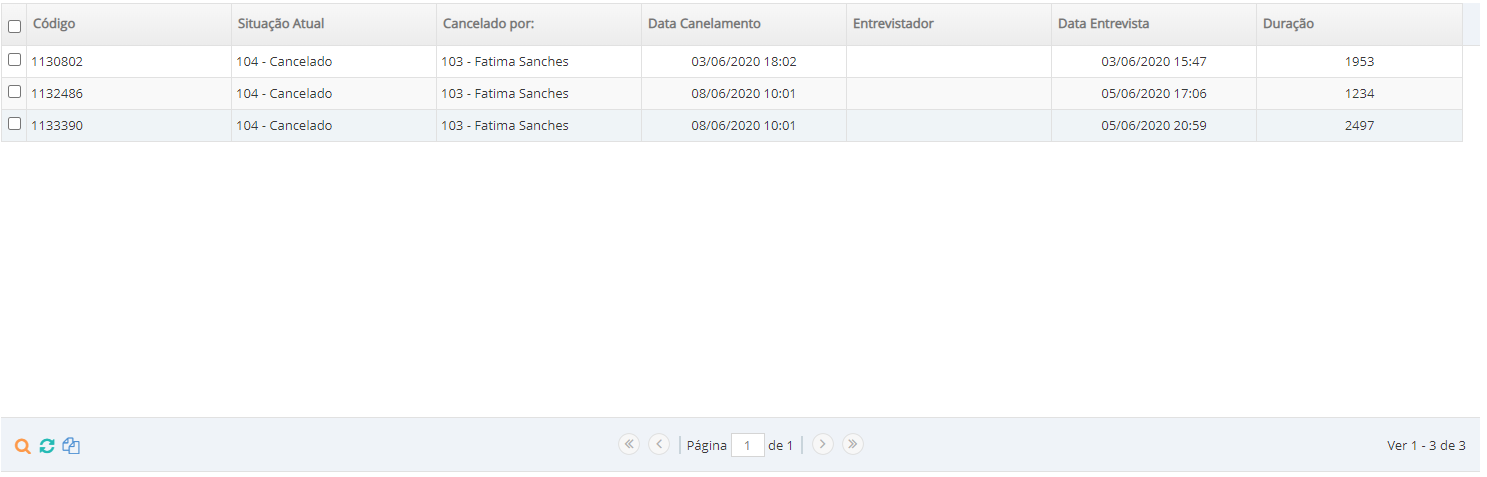 Código Situação Atual Cancelado por: Data Canelamento Entrevistador Data Entrevista Duração
1130802 104 - Cancelado 103 - Fatima Sanches 03/06/2020 18:02 03/06/2020 15:47 1953
1132486 104 - Cancelado 103 - Fatima Sanches 08/06/2020 10:01 05/06/2020 17:06 1234
1133390 104 - Cancelado 103 - Fatima Sanches 08/06/2020 10:01 05/06/2020 20:59 2497
Página 1 de 1 Ver 1 - 3 de 3